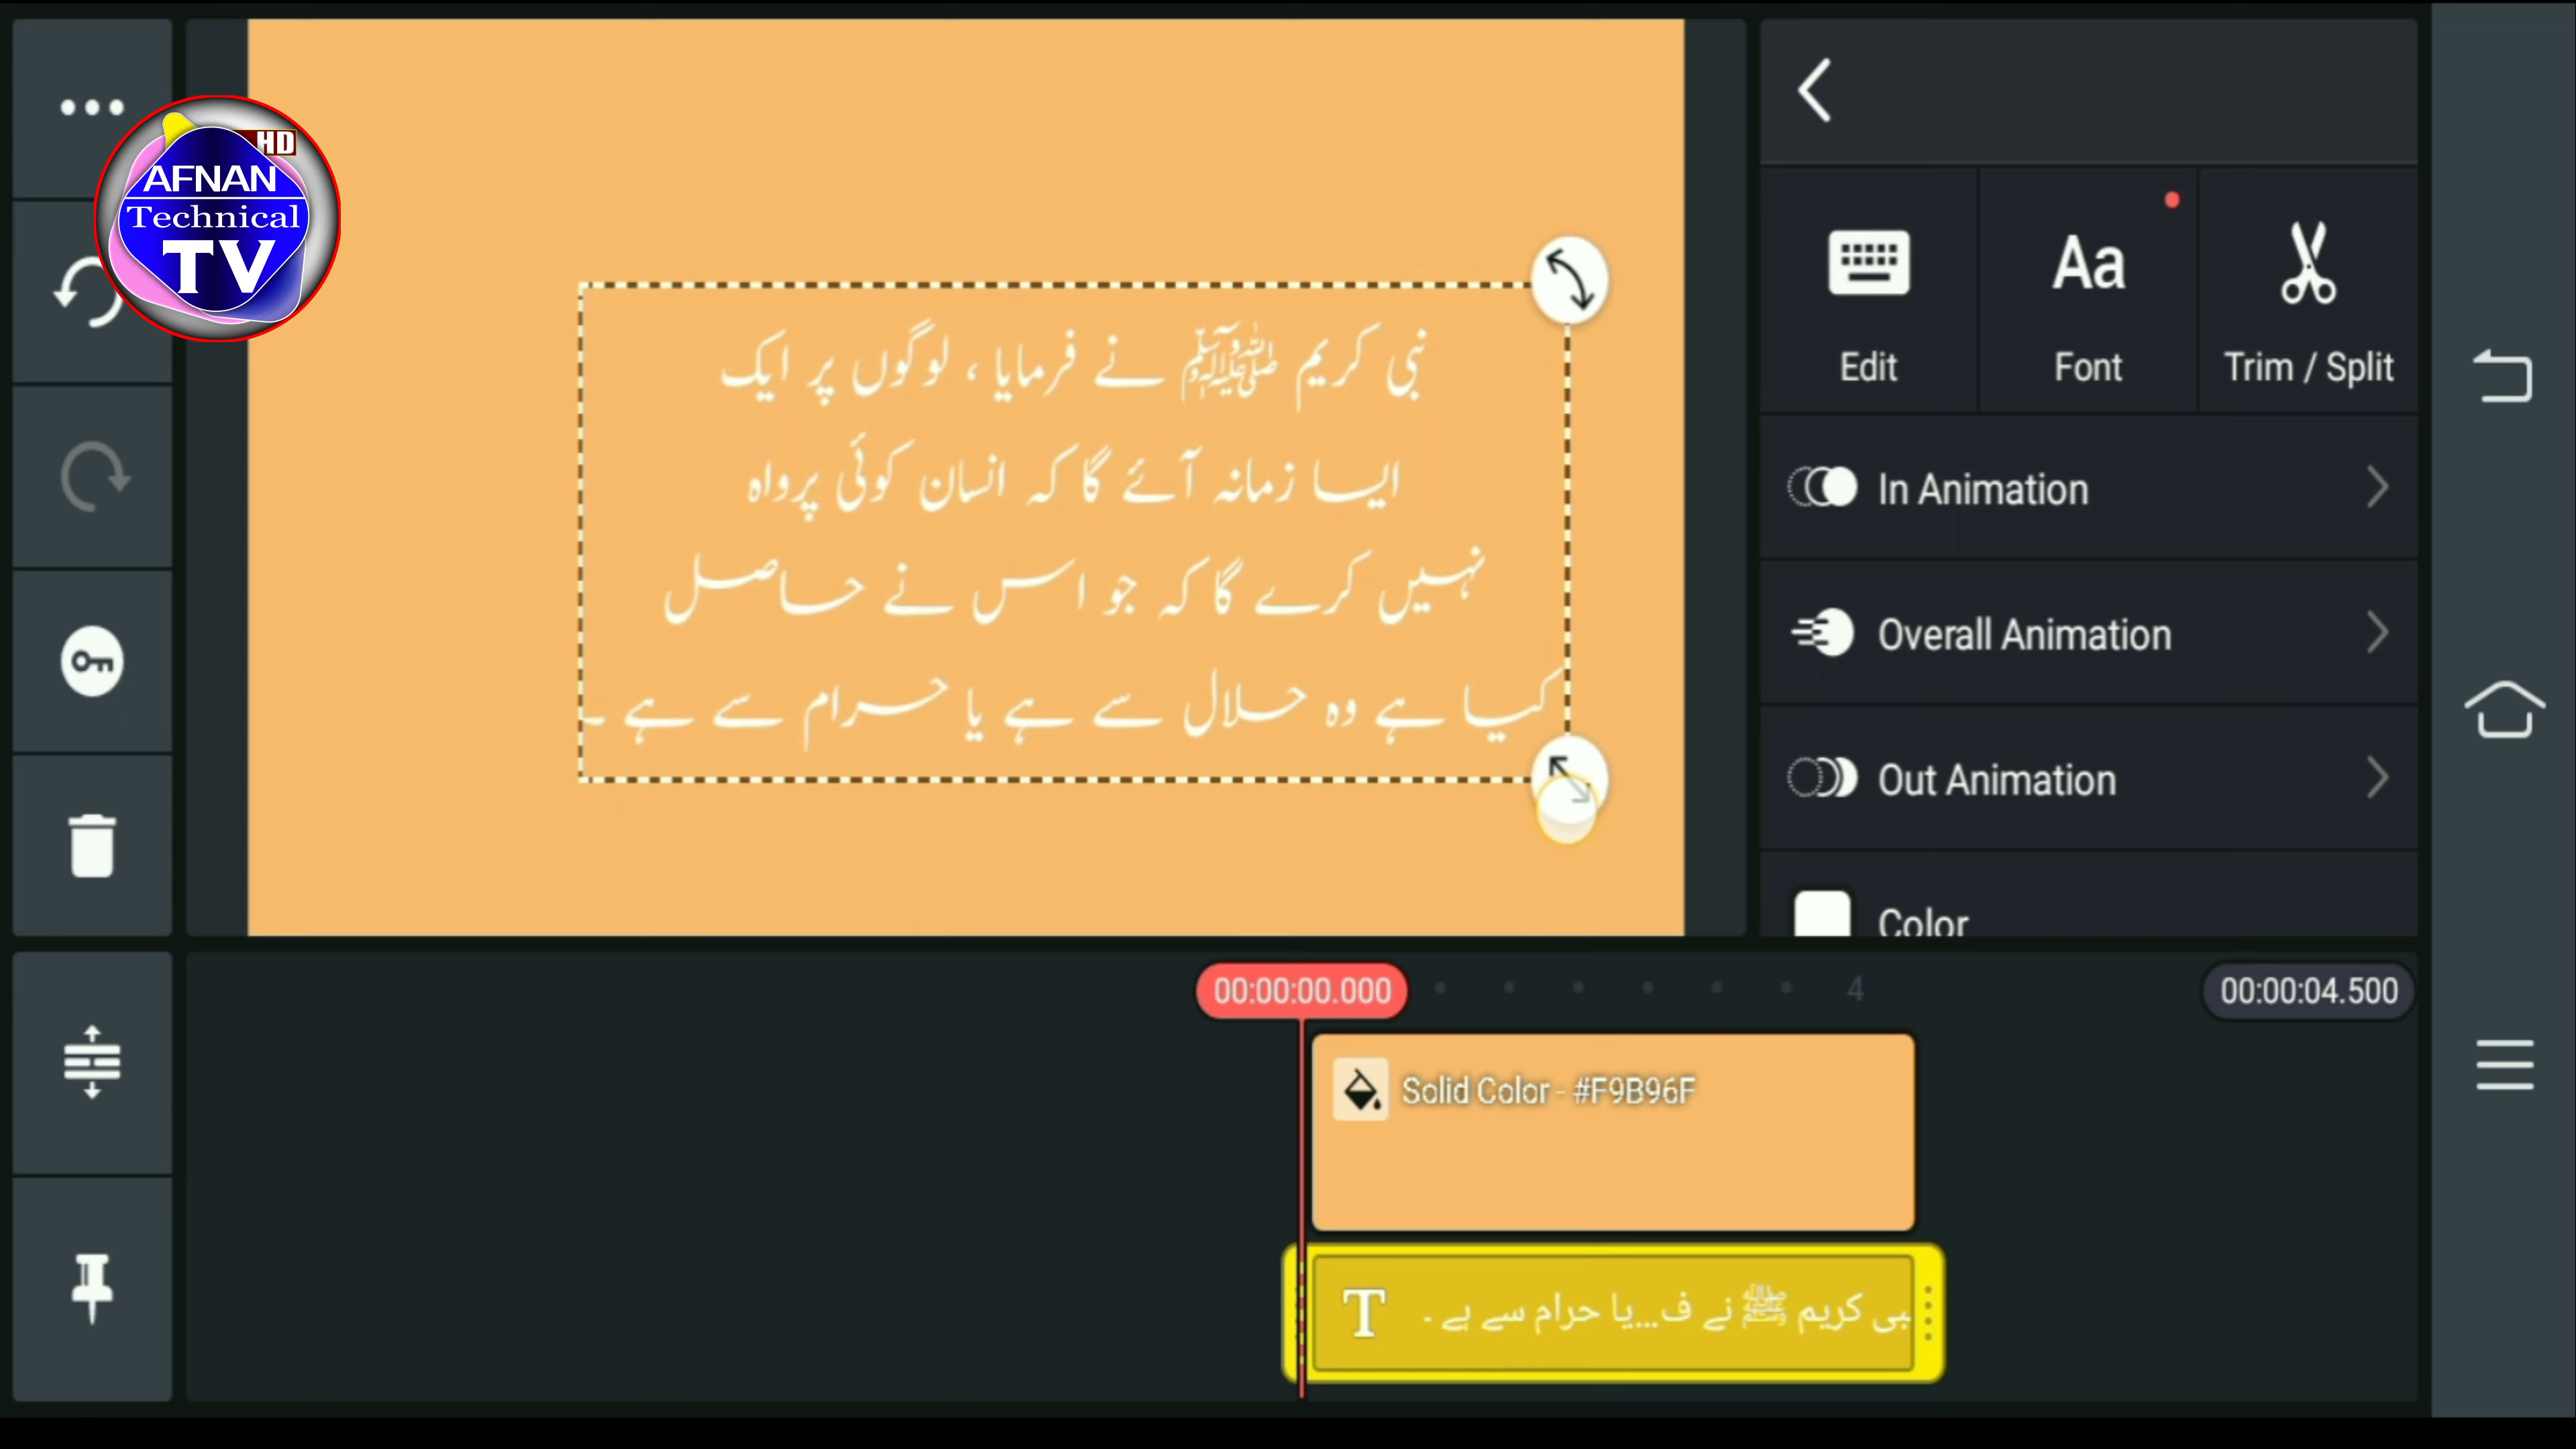 HD
AFNAN
Technical
TV
نبی کریم ﷺ نے فرمایا ، لوگوں پر ایک
ایسا زمانہ آئے گا کہ انسان کوئی پرواہ
نہیں کرے گا کہ جو اس نے حاصل
کیا ہے وہ حلال سے ہے یا حرام سے ہے ۔
Edit
Aa
Font
Trim / Split
In Animation
Overall Animation
Out Animation
Color
00:00:00.000
4
00:00:04.500
Solid Color - #F9B96F
T
نبی کریم ﷺ نے ف...یا حرام سے ہے ۔